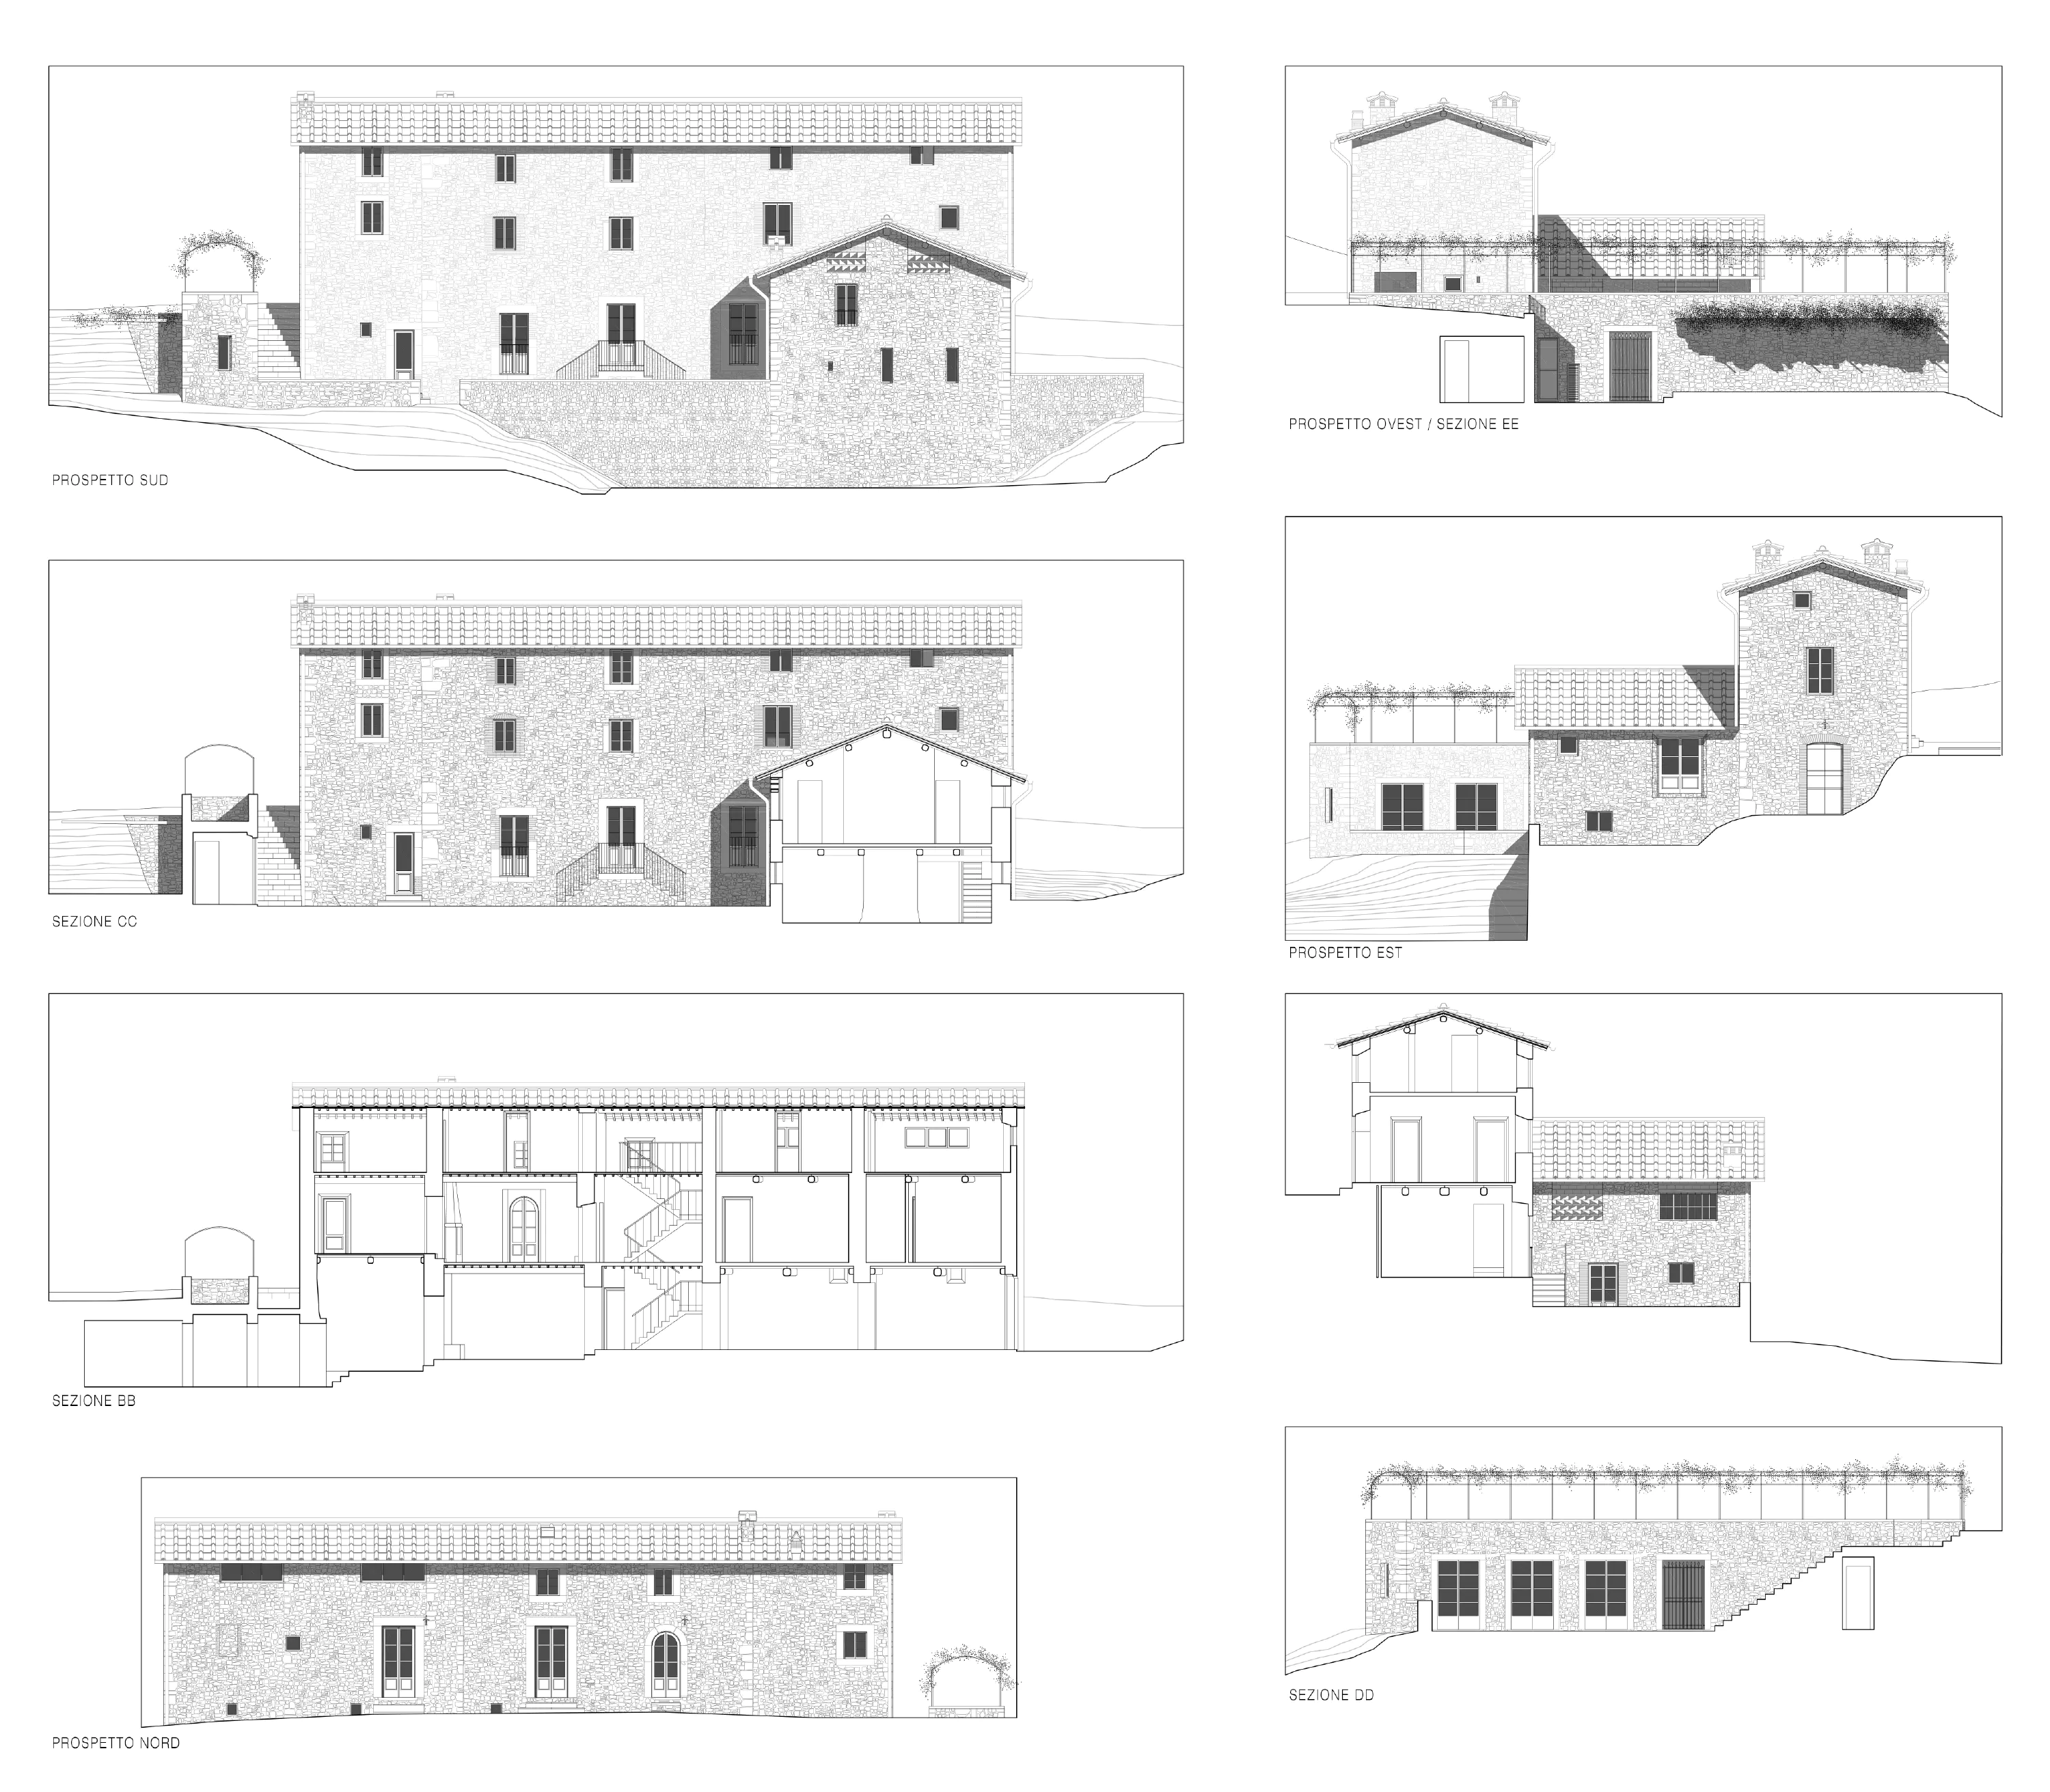 PROSPETTO SUD
PROSPETTO OVEST / SEZIONE EE
SEZIONE CC
PROSPETTO EST
SEZIONE BB
SEZIONE DD
PROSPETTO NORD